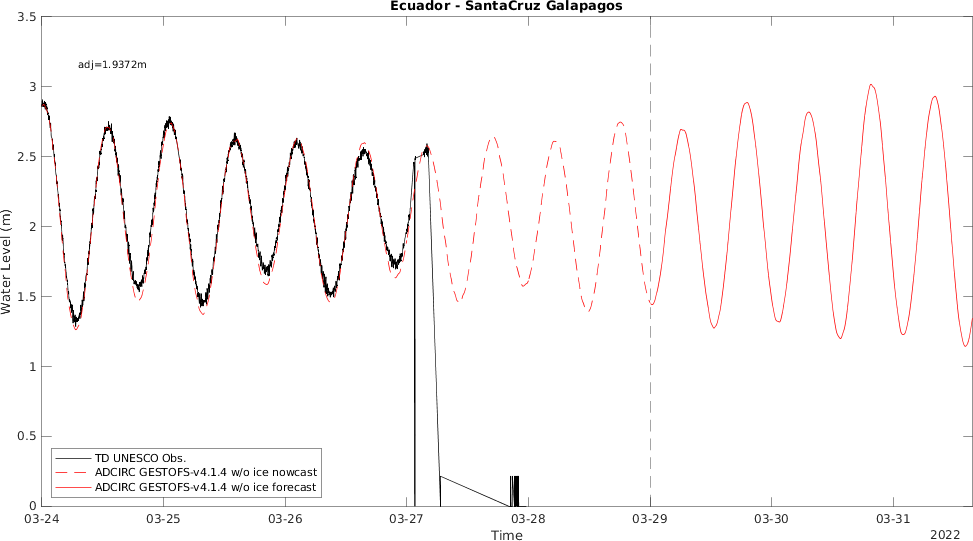 Ecuador - SantaCruz Galapagos
3.5
adj=1.9372m
3
2.5
2
1.5
1
0.5
0
Water Level (m)
TD UNESCO Obs.
ADCIRC GESTOFS-v4.1.4 w/o ice nowcast
ADCIRC GESTOFS-v4.1.4 w/o ice forecast
03-24 03-25 03-26 03-27 03-28 03-29 03-30 03-31
Time
2022